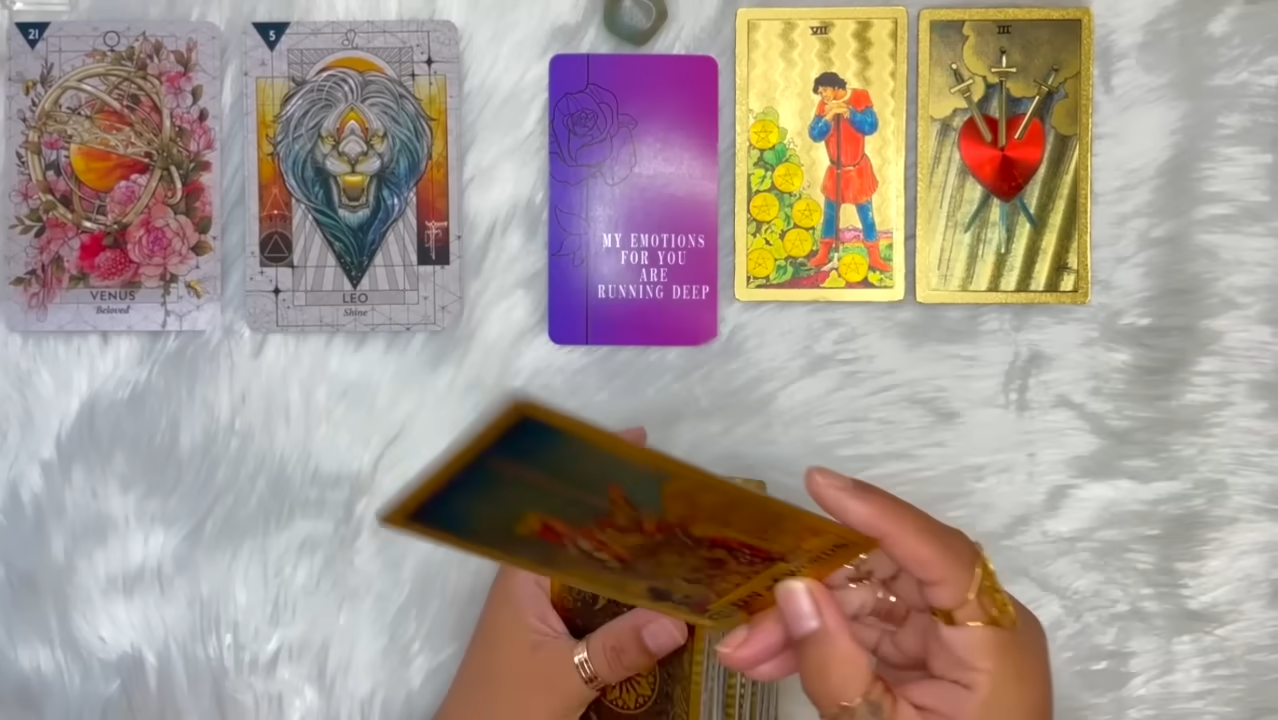 21
VENUS
Beloved
5
LEO
Shine
MY EMOTIONS
FOR YOU
ARE
RUNNING DEEP
VII
III